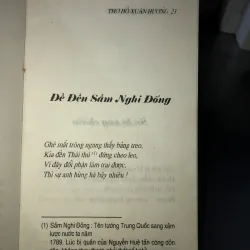 THƠ HỒ XUÂN HƯƠNG - 23
Đề Đền Sầm Nghi Đống
Ghé mắt trông ngang thấy bảng treo,
Kìa đền Thái thú (1) đứng cheo leo,
Ví đây đổi phận làm trai được,
Thì sự anh hùng há bấy nhiêu !
(1) Sầm Nghi Đống : Tên tướng Trung Quốc sang xâm
lược nước ta năm
1789. Lúc bị quân của Nguyễn Huệ tấn công dồn